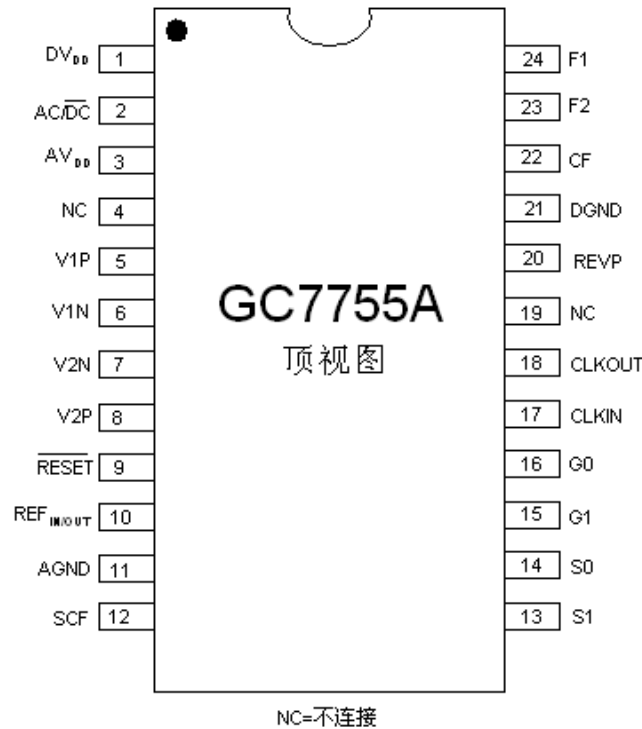 DVDD 1 24 F1
AC/DC 2 23 F2
AVDD 3 22 CF
NC 4 21 DGND
V1P 5 20 REVP
V1N 6 19 NC
GC7755A
顶视图
V2N 7 18 CLKOUT
V2P 8 17 CLKIN
RESET 9 16 G0
REFIN/OUT 10 15 G1
AGND 11 14 S0
SCF 12 13 S1
NC=不连接